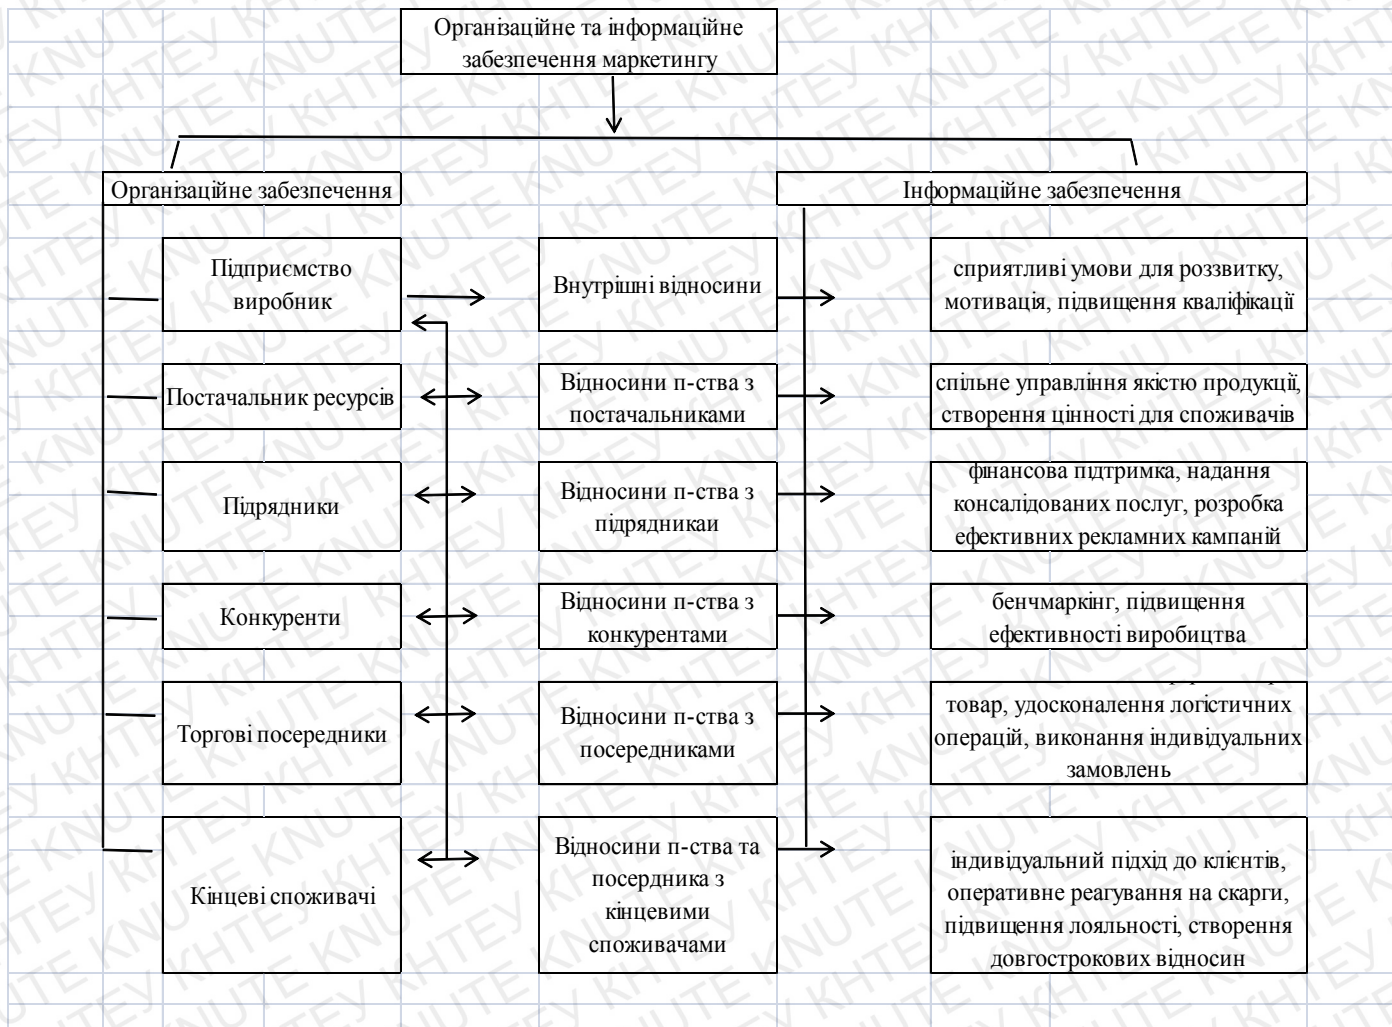 Організаційне та інформаційне
забезпечення маркетингу
Організаційне забезпечення
Інформаційне забезпечення
Підприємство
виробник
Внутрішні відносини
сприятливі умови для роззвитку,
мотивація, підвищення кваліфікації
Постачальник ресурсів
Відносини п-ства з
постачальниками
спільне управління якістю продукції,
створення цінності для споживачів
Підрядники
Відносини п-ства з
підрядникаи
фінансова підтримка, надання
консалідованих послуг, розробка
ефективних рекламних кампаній
Конкуренти
Відносини п-ства з
конкурентами
бенчмаркінг, підвищення
ефективності виробицтва
Торгові посередники
Відносини п-ства з
посередниками
товар, удосконалення логістичних
операцій, виконання індивідуальних
замовлень
Кінцеві споживачі
Відносини п-ства та
посердника з
кінцевими
споживачами
індивідуальний підхід до клієнтів,
оперативне реагування на скарги,
підвищення лояльності, створення
довгострокових відносин